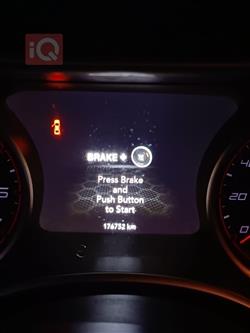 iQ
BRAKE +
Press Brake
and
Push Button
to Start
176752 km